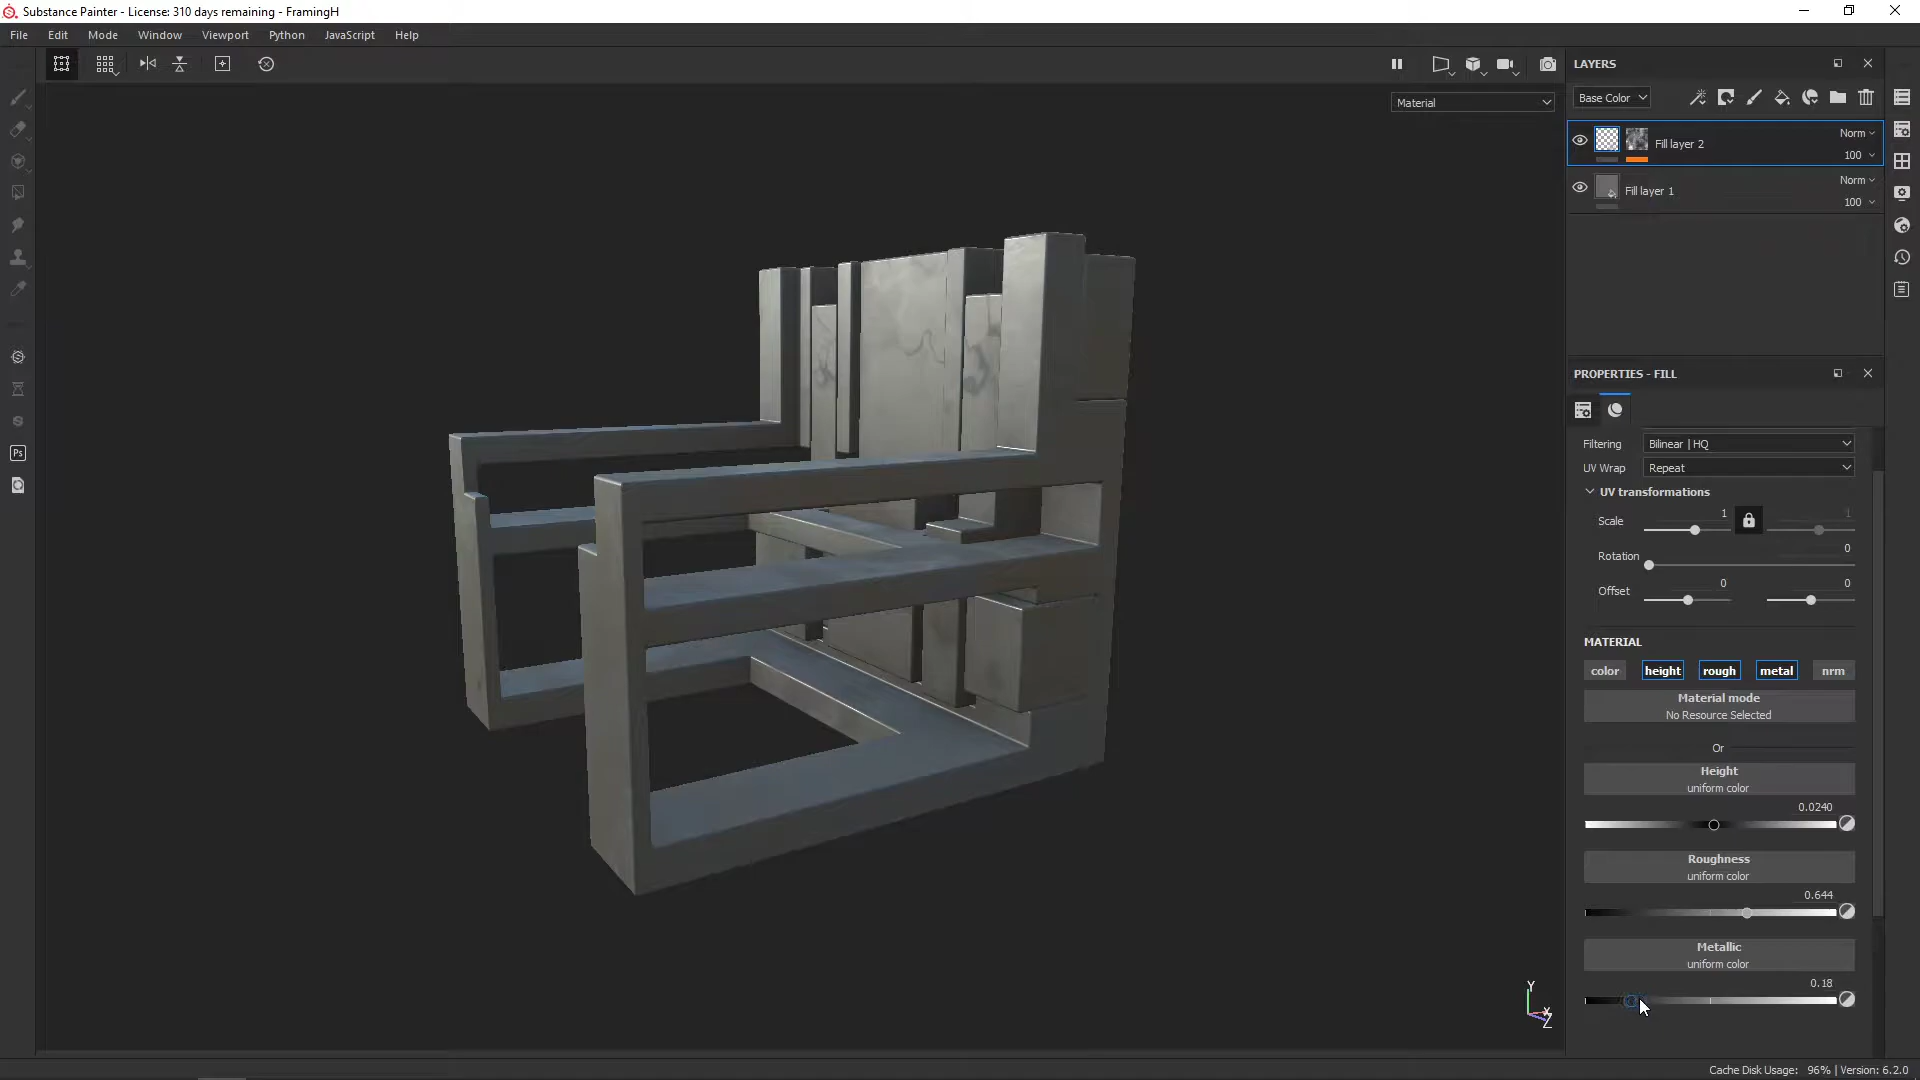 Substance Painter - License: 310 days remaining - FramingH
File Edit Mode Window Viewport Python JavaScript Help
LAYERS
Material
Base Color
Fill layer 2
Norm
100
Fill layer 1
Norm
100
PROPERTIES - FILL
Filtering Bilinear | HQ
UV Wrap Repeat
UV transformations
Scale 1 1
Rotation 0
Offset 0 0
MATERIAL
color height rough metal nrm
Material mode
No Resource Selected
Or
Height
uniform color
0.0240
Roughness
uniform color
0.644
Metallic
uniform color
0.18
Ps
Y
X
Z
Cache Disk Usage: 96% | Version: 6.2.0